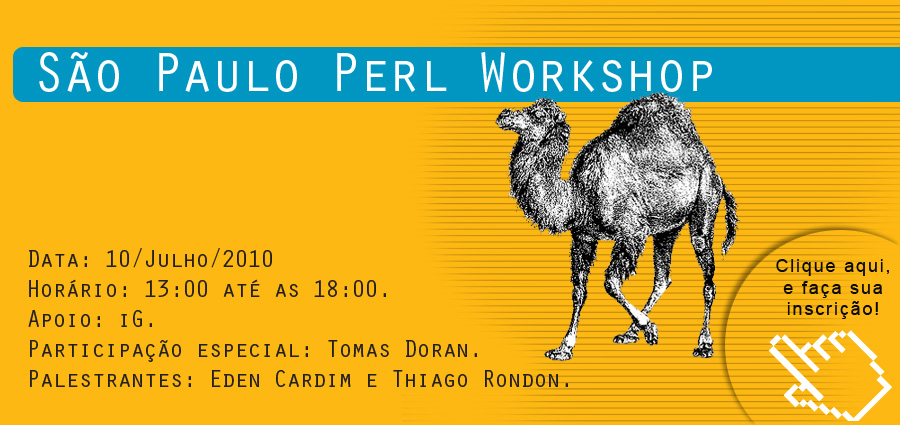 São Paulo Perl Workshop
Data: 10/Julho/2010
Horário: 13:00 até as 18:00.
Apoio: iG.
Participação especial: Tomas Doran.
Palestrantes: Eden Cardim e Thiago Rondon.
Clique aqui,
e faça sua
inscrição!